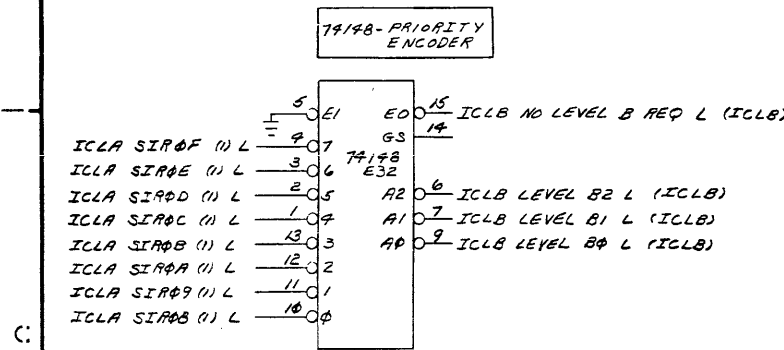 74148-PRIORITY
ENCODER
5 EI EO 15 ICLB NO LEVEL B REQ L (ICLB)
GS 14
ICLA SIRØF (1) L 4 7
74148
ICLA SIRØE (1) L 3 6 E32
ICLA SIRØD (1) L 2 5 A2 6 ICLB LEVEL B2 L (ICLB)
ICLA SIRØC (1) L 1 4 A1 7 ICLB LEVEL B1 L (ICLB)
ICLA SIRØB (1) L 13 3 AØ 9 ICLB LEVEL BØ L (ICLB)
ICLA SIRØA (1) L 12 2
ICLA SIRØ9 (1) L 11 1
ICLA SIRØ8 (1) L 1Ø Ø
C: